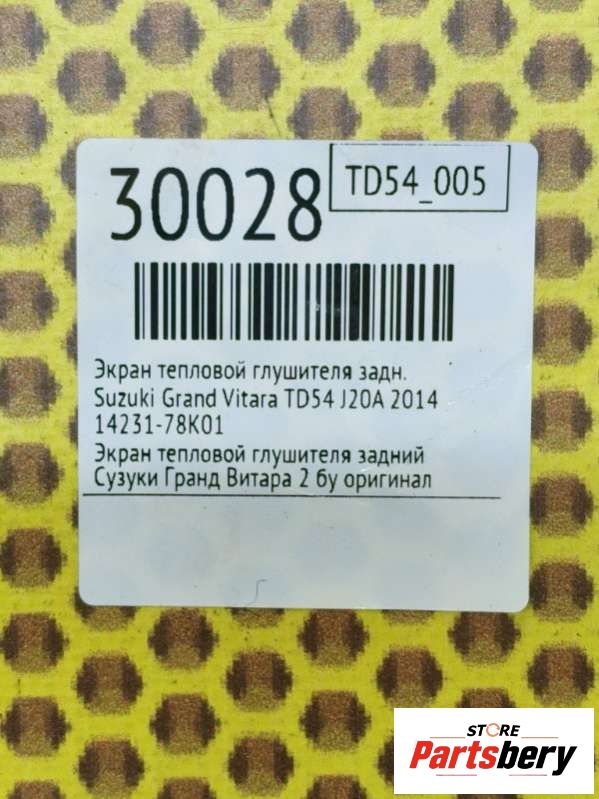 30028
TD54_005
Экран тепловой глушителя задн.
Suzuki Grand Vitara TD54 J20A 2014
14231-78K01
Экран тепловой глушителя задний
Сузуки Гранд Витара 2 бу оригинал
STORE
Partsbery